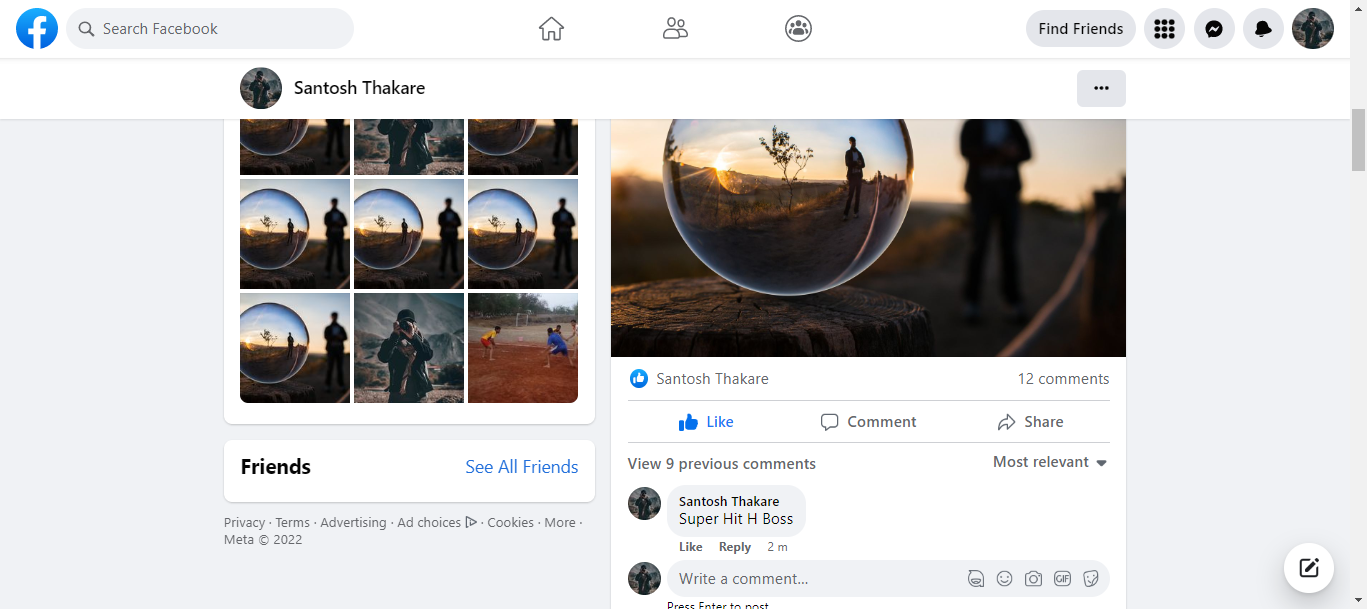 Search Facebook
Find Friends
Santosh Thakare
Santosh Thakare
12 comments
Like
Comment
Share
View 9 previous comments
Most relevant
Santosh Thakare
Super Hit H Boss
Like Reply 2 m
Write a comment...
GIF
Press Enter to post.
Friends
See All Friends
Privacy · Terms · Advertising · Ad choices · Cookies · More ·
Meta © 2022